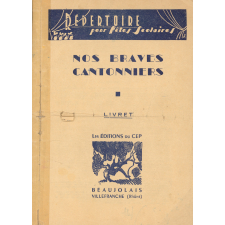 RÉPERTOIRE
pour Fêtes Scolaires
NOS BRAVES
CANTONNIERS
LIVRET
LES ÉDITIONS DU CEP
BEAUJOLAIS
VILLEFRANCHE (Rhône)